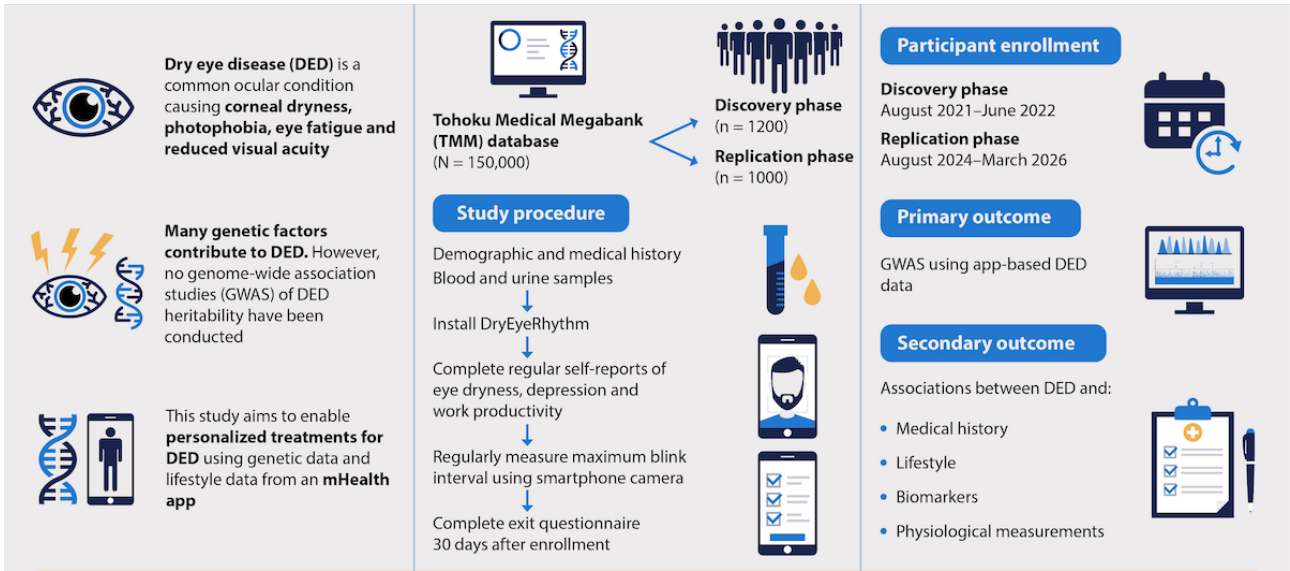 Dry eye disease (DED) is a
common ocular condition
causing corneal dryness,
photophobia, eye fatigue and
reduced visual acuity
Many genetic factors
contribute to DED. However,
no genome-wide association
studies (GWAS) of DED
heritability have been
conducted
This study aims to enable
personalized treatments for
DED using genetic data and
lifestyle data from an mHealth
app
Tohoku Medical Megabank
(TMM) database
(N = 150,000)
Discovery phase
(n = 1200)
Replication phase
(n = 1000)
Study procedure
Demographic and medical history
Blood and urine samples
Install DryEyeRhythm
Complete regular self-reports of
eye dryness, depression and
work productivity
Regularly measure maximum blink
interval using smartphone camera
Complete exit questionnaire
30 days after enrollment
Participant enrollment
Discovery phase
August 2021–June 2022
Replication phase
August 2024–March 2026
Primary outcome
GWAS using app-based DED
data
Secondary outcome
Associations between DED and:
• Medical history
• Lifestyle
• Biomarkers
• Physiological measurements